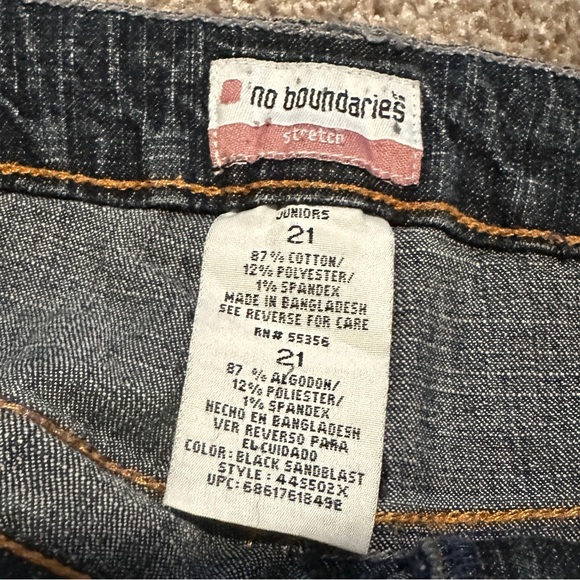 no boundaries
stretch
JUNIORS
21
87% COTTON/
12% POLYESTER/
1% SPANDEX
MADE IN BANGLADESH
SEE REVERSE FOR CARE
RN# 55356
21
87 % ALGODON/
12% POLIESTER/
1% SPANDEX
HECHO EN BANGLADESH
VER REVERSO PARA
EL CUIDADO
COLOR: BLACK SANDBLAST
STYLE: 44S502X
UPC: 68617618498